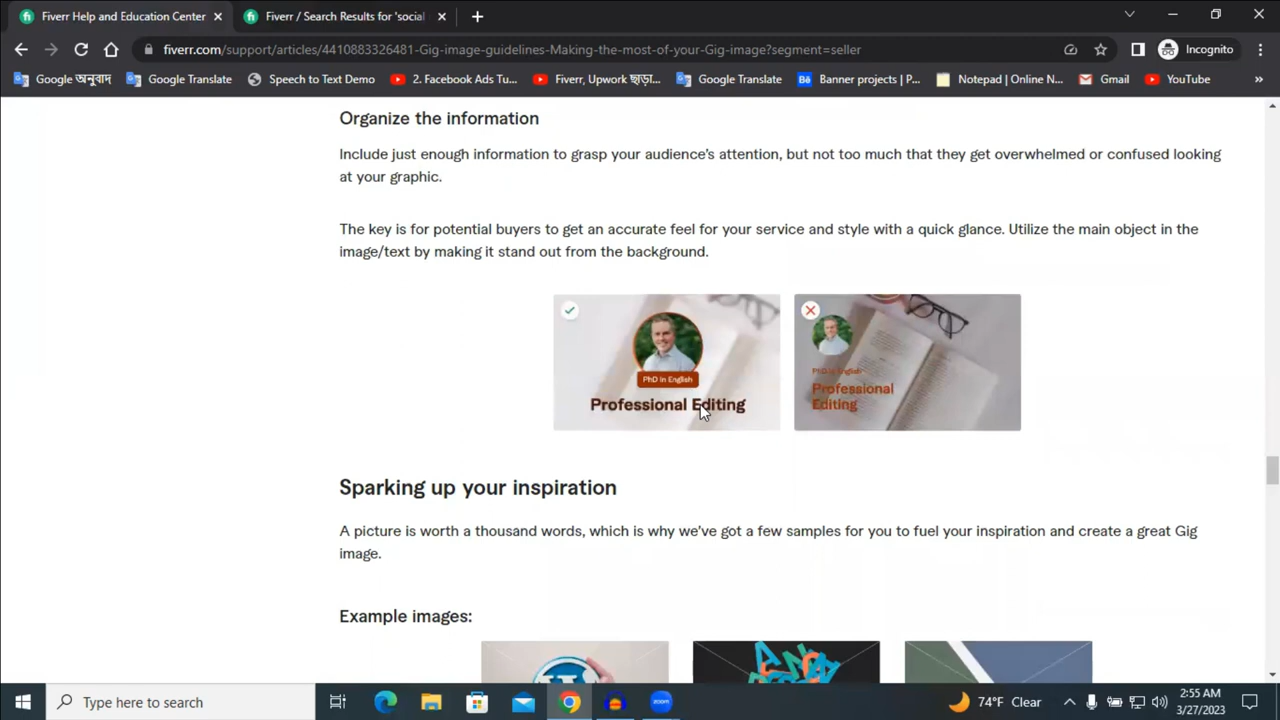 Fiverr Help and Education Center
Fiverr / Search Results for 'social
fiverr.com/support/articles/4410883326481-Gig-image-guidelines-Making-the-most-of-your-Gig-image?segment=seller
Incognito
Google অনুবাদ
Google Translate
Speech to Text Demo
2. Facebook Ads Tu...
Fiverr, Upwork ছাড়া...
Google Translate
Banner projects | P...
Notepad | Online N...
Gmail
YouTube
Organize the information
Include just enough information to grasp your audience's attention, but not too much that they get overwhelmed or confused looking
at your graphic.
The key is for potential buyers to get an accurate feel for your service and style with a quick glance. Utilize the main object in the
image/text by making it stand out from the background.
PhD in English
Professional Editing
PhD in English
Professional
Editing
Sparking up your inspiration
A picture is worth a thousand words, which is why we've got a few samples for you to fuel your inspiration and create a great Gig
image.
Example images:
Type here to search
zoom
74°F Clear
2:55 AM
3/27/2023